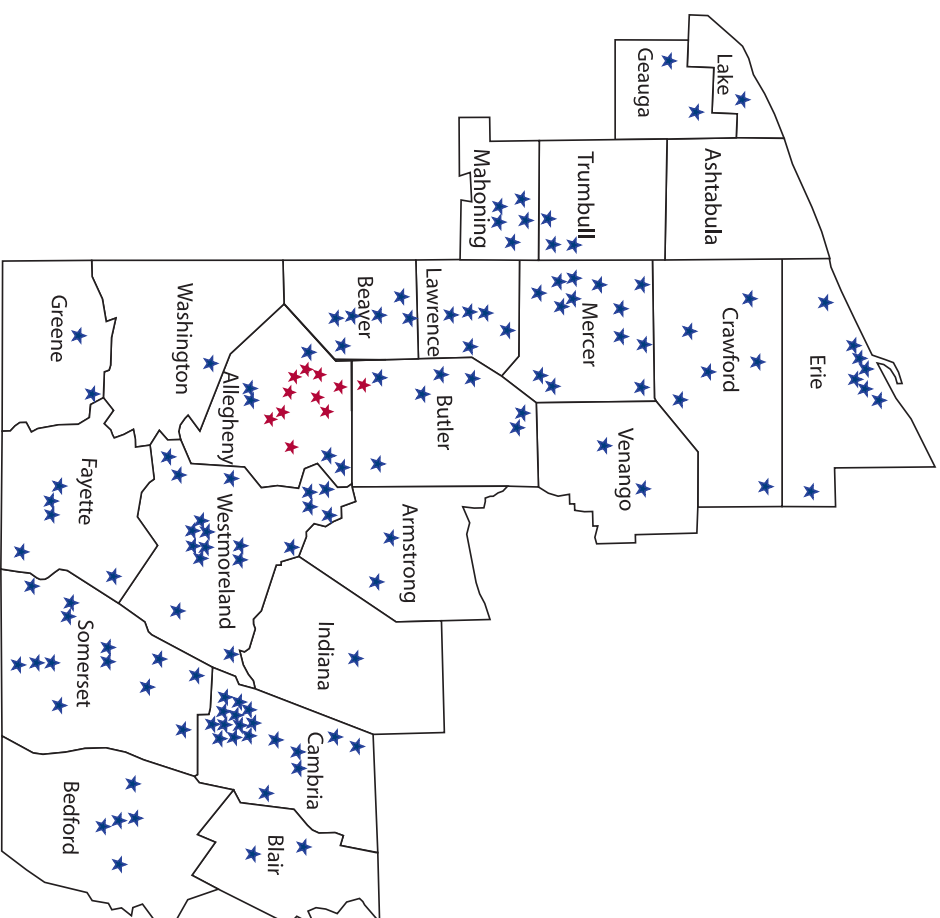 Lake
Geauga
Ashtabula
Trumbull
Mahoning
Erie
Crawford
Mercer
Lawrence
Beaver
Washington
Greene
Venango
Butler
Allegheny
Armstrong
Westmoreland
Fayette
Indiana
Somerset
Cambria
Blair
Bedford